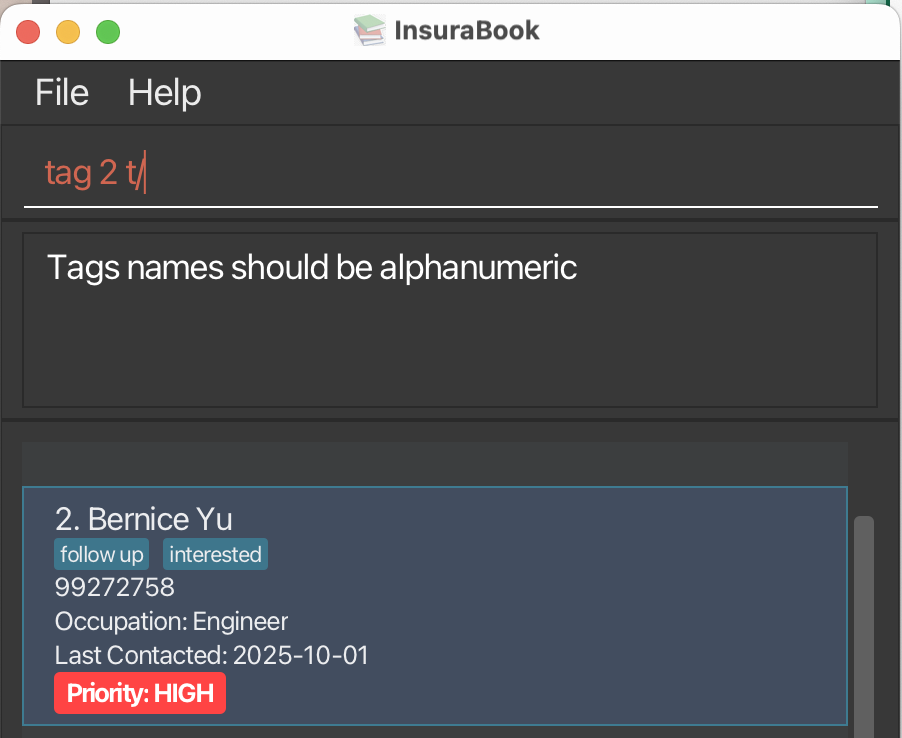 InsuraBook
File Help
tag 2 t/
Tags names should be alphanumeric
2. Bernice Yu
follow up interested
99272758
Occupation: Engineer
Last Contacted: 2025-10-01
Priority: HIGH